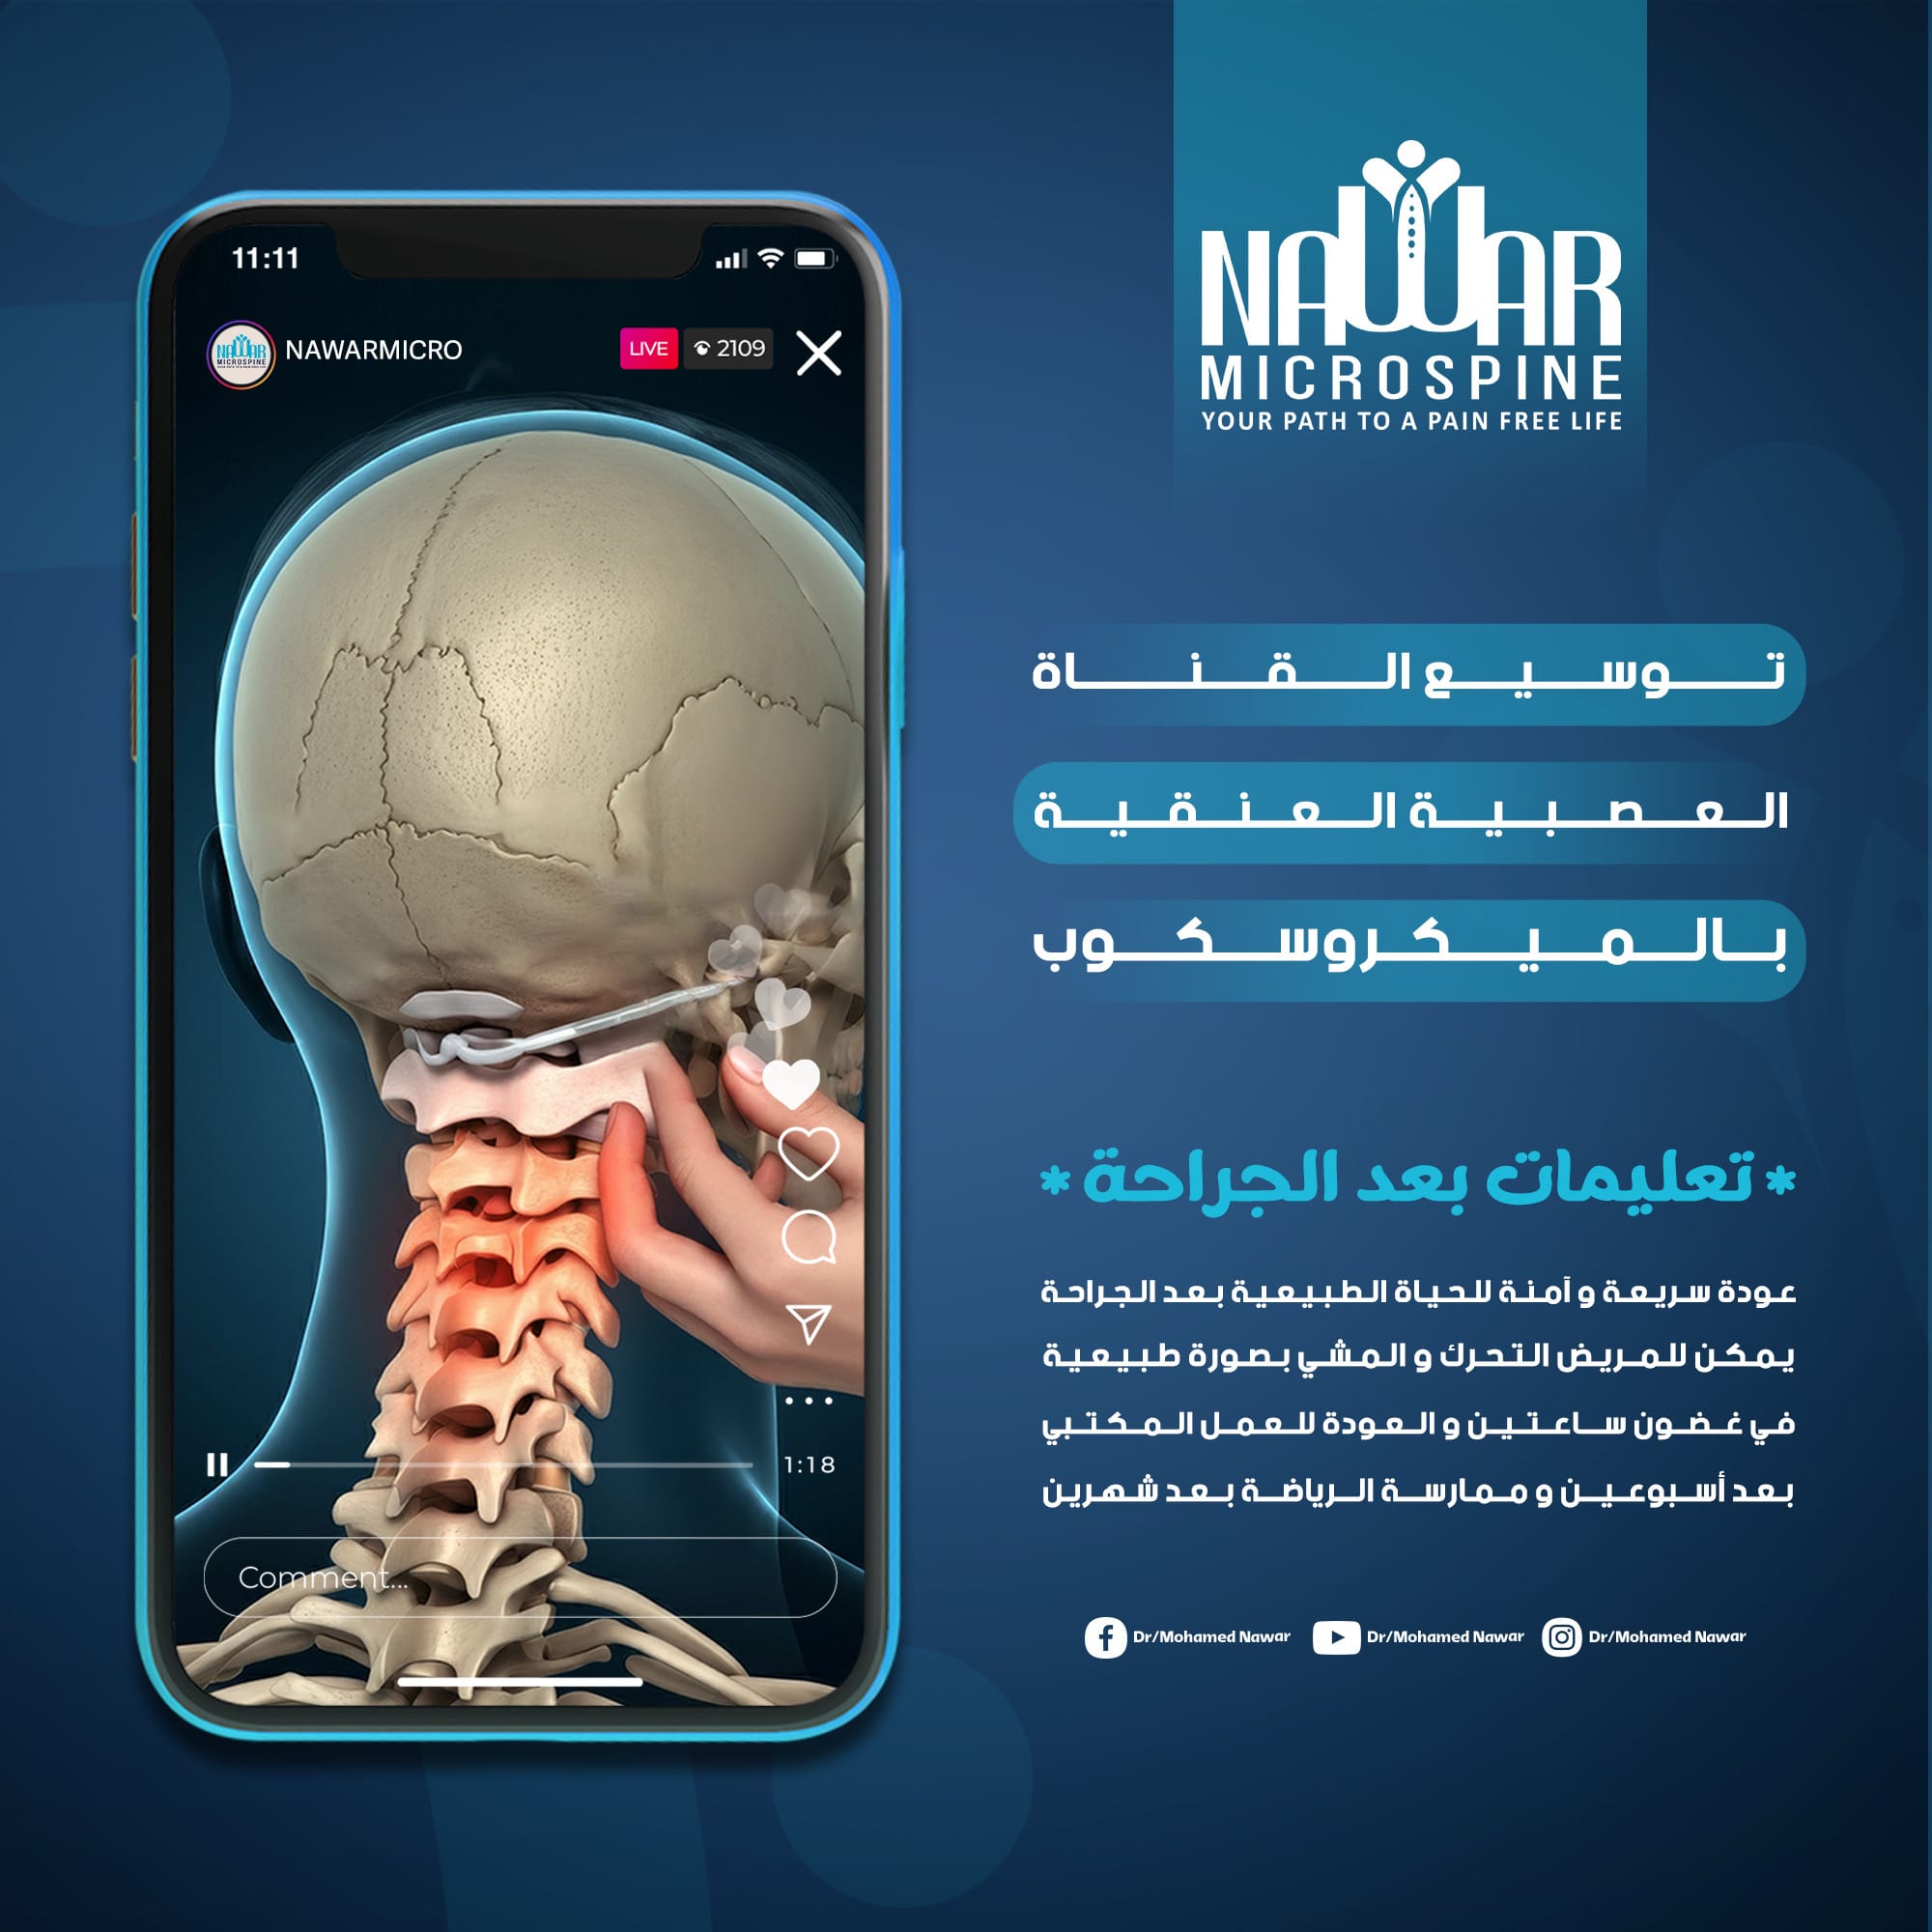 NAWAR
MICROSPINE
YOUR PATH TO A PAIN FREE LIFE
توسيع القناة
العصبية العنقية
بالميكروسكوب
* تعليمات بعد الجراحة *
عودة سريعة و آمنة للحياة الطبيعية بعد الجراحة
يمكن للمريض التحرك و المشي بصورة طبيعية
في غضون ساعتين و العودة للعمل المكتبي
بعد أسبوعين و ممارسة الرياضة بعد شهرين
Dr/Mohamed Nawar Dr/Mohamed Nawar Dr/Mohamed Nawar
11:11
NAWAR
MICROSPINE
NAWARMICRO LIVE 2109
1:18
Comment...